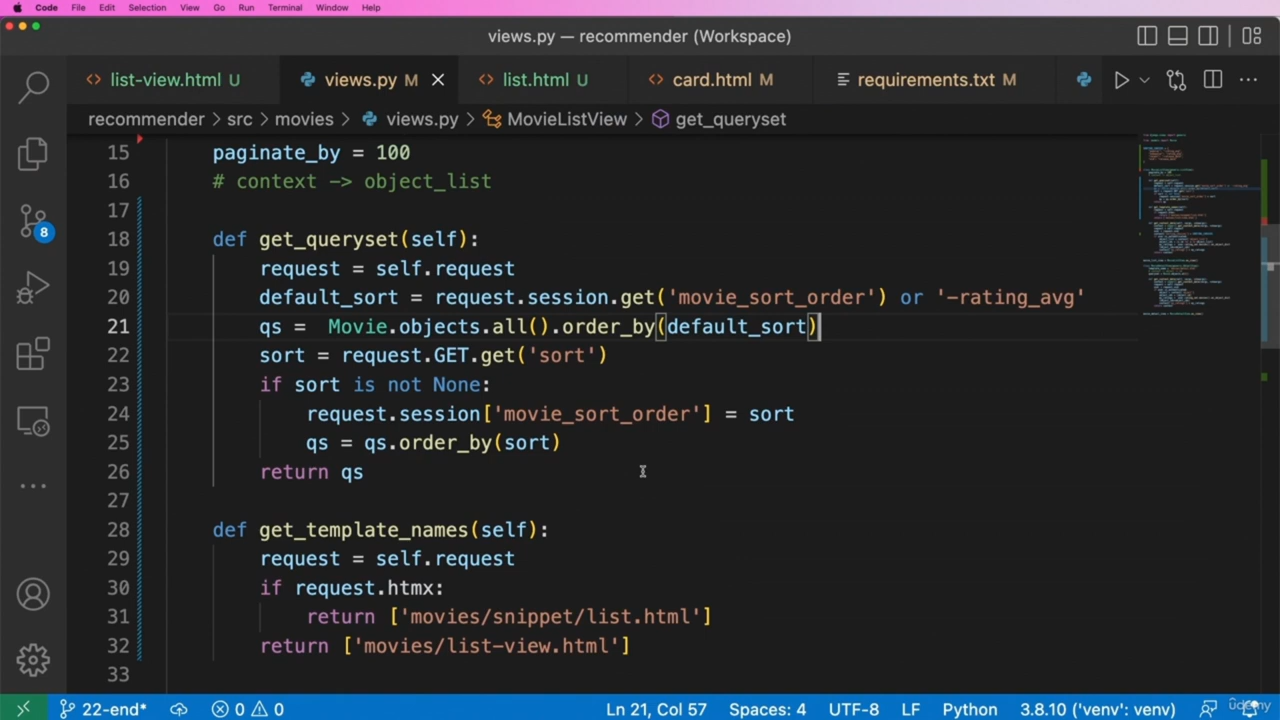 Code File Edit Selection View Go Run Terminal Window Help
views.py — recommender (Workspace)
list-view.html U views.py M list.html U card.html M requirements.txt M
recommender > src > movies > views.py > MovieListView > get_queryset
15 paginate_by = 100
16 # context -> object_list
17
18 def get_queryset(self):
19 request = self.request
20 default_sort = request.session.get('movie_sort_order') or '-rating_avg'
21 qs =  Movie.objects.all().order_by(default_sort)
22 sort = request.GET.get('sort')
23 if sort is not None:
24 request.session['movie_sort_order'] = sort
25 qs = qs.order_by(sort)
26 return qs
27
28 def get_template_names(self):
29 request = self.request
30 if request.htmx:
31 return ['movies/snippet/list.html']
32 return ['movies/list-view.html']
33
8
22-end* 0 0 Ln 21, Col 57 Spaces: 4 UTF-8 LF Python 3.8.10 ('venv': venv)
udemy